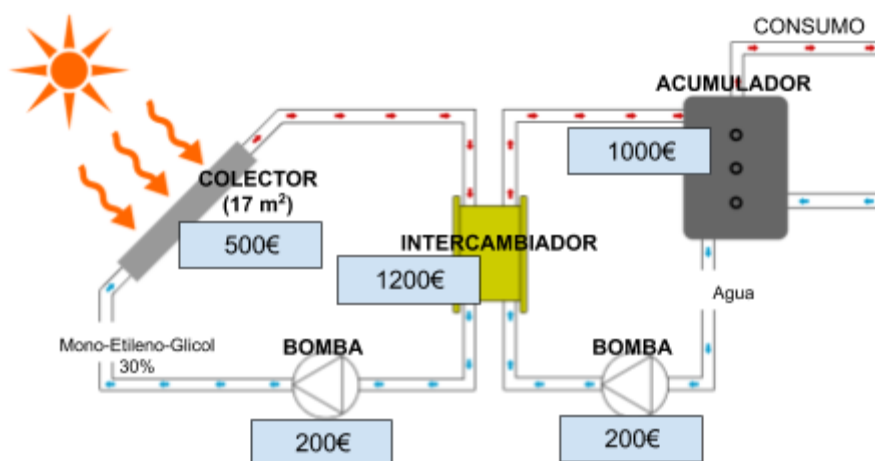 CONSUMO
ACUMULADOR
1000€
COLECTOR
(17 m²)
500€
INTERCAMBIADOR
1200€
Agua
Mono-Etileno-Glicol
30%
BOMBA
200€
BOMBA
200€